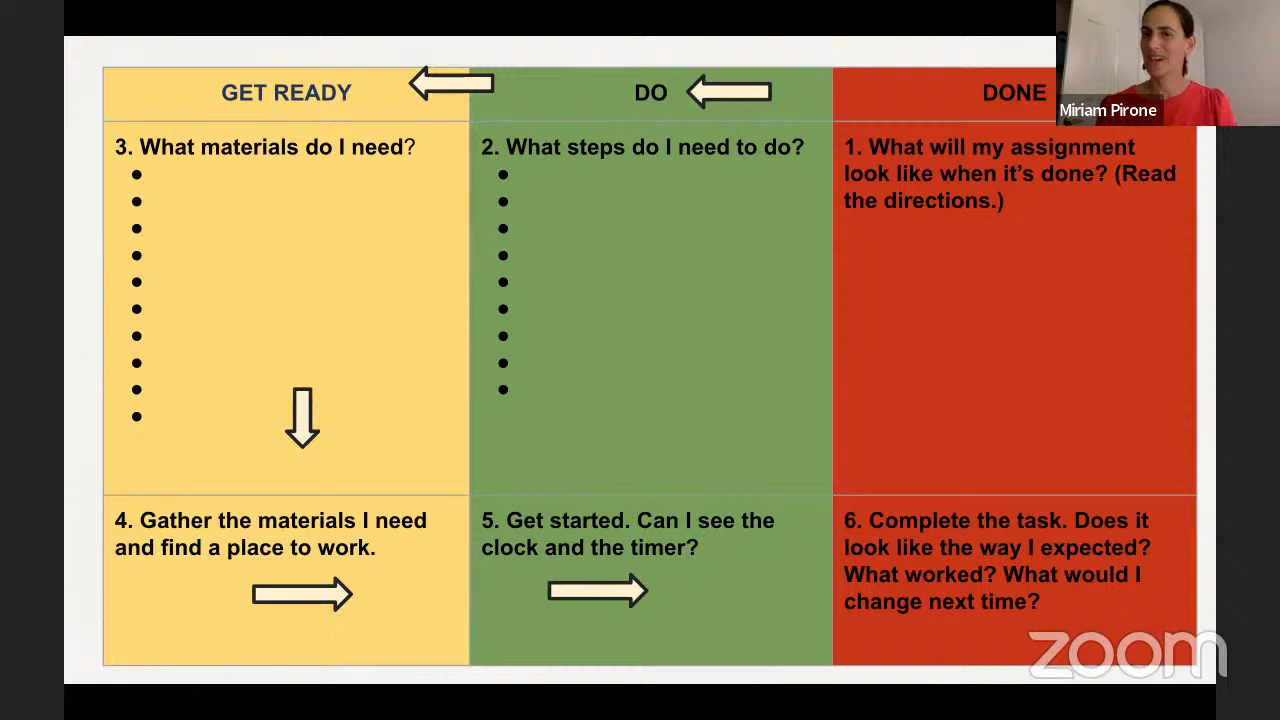 GET READY
DO
DONE
Miriam Pirone
3. What materials do I need?
2. What steps do I need to do?
1. What will my assignment
look like when it’s done? (Read
the directions.)
4. Gather the materials I need
and find a place to work.
5. Get started. Can I see the
clock and the timer?
6. Complete the task. Does it
look like the way I expected?
What worked? What would I
change next time?
zoom